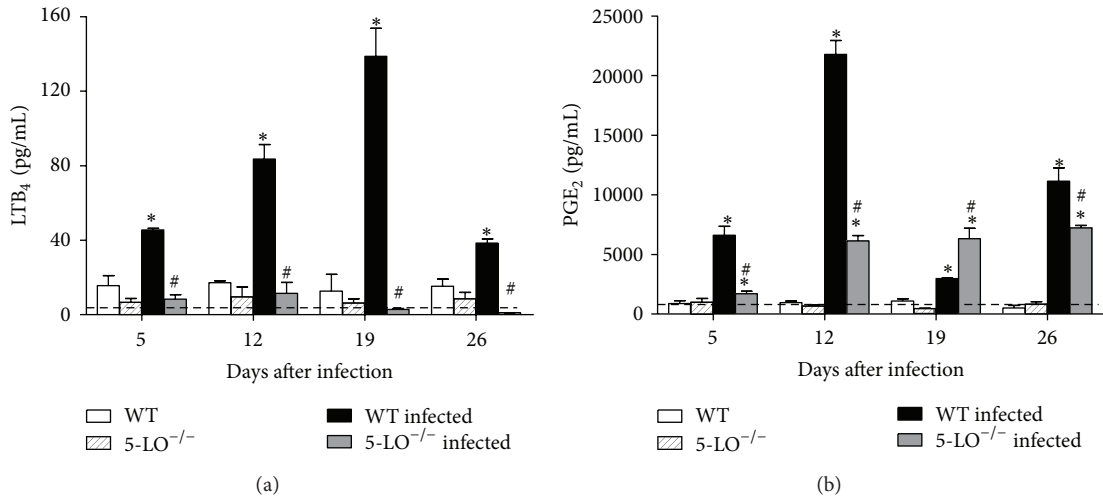 LTB₄ (pg/mL)
160
120
80
40
0
*
*
*
*
#
#
#
#
5
12
19
26
Days after infection
WT
WT infected
5-LO⁻/⁻
5-LO⁻/⁻ infected
(a)
PGE₂ (pg/mL)
25000
20000
15000
10000
5000
0
*
#
*
*
#
*
*
#
*
*
#
*
5
12
19
26
Days after infection
WT
WT infected
5-LO⁻/⁻
5-LO⁻/⁻ infected
(b)